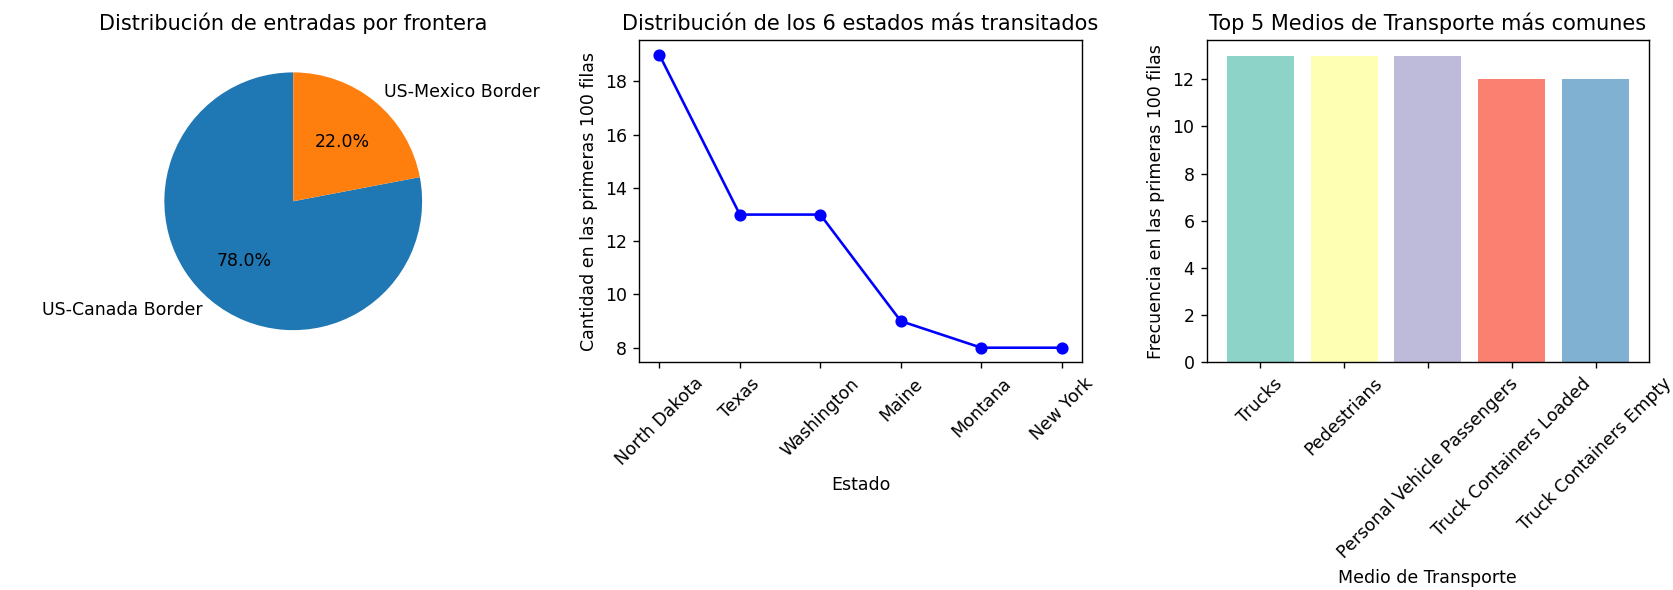 Distribución de entradas por frontera
US-Mexico Border
22.0%
78.0%
US-Canada Border
Distribución de los 6 estados más transitados
Cantidad en las primeras 100 filas
18
16
14
12
10
8
North Dakota
Texas
Washington
Maine
Montana
New York
Estado
Top 5 Medios de Transporte más comunes
Frecuencia en las primeras 100 filas
12
10
8
6
4
2
0
Trucks
Pedestrians
Personal Vehicle Passengers
Truck Containers Loaded
Truck Containers Empty
Medio de Transporte